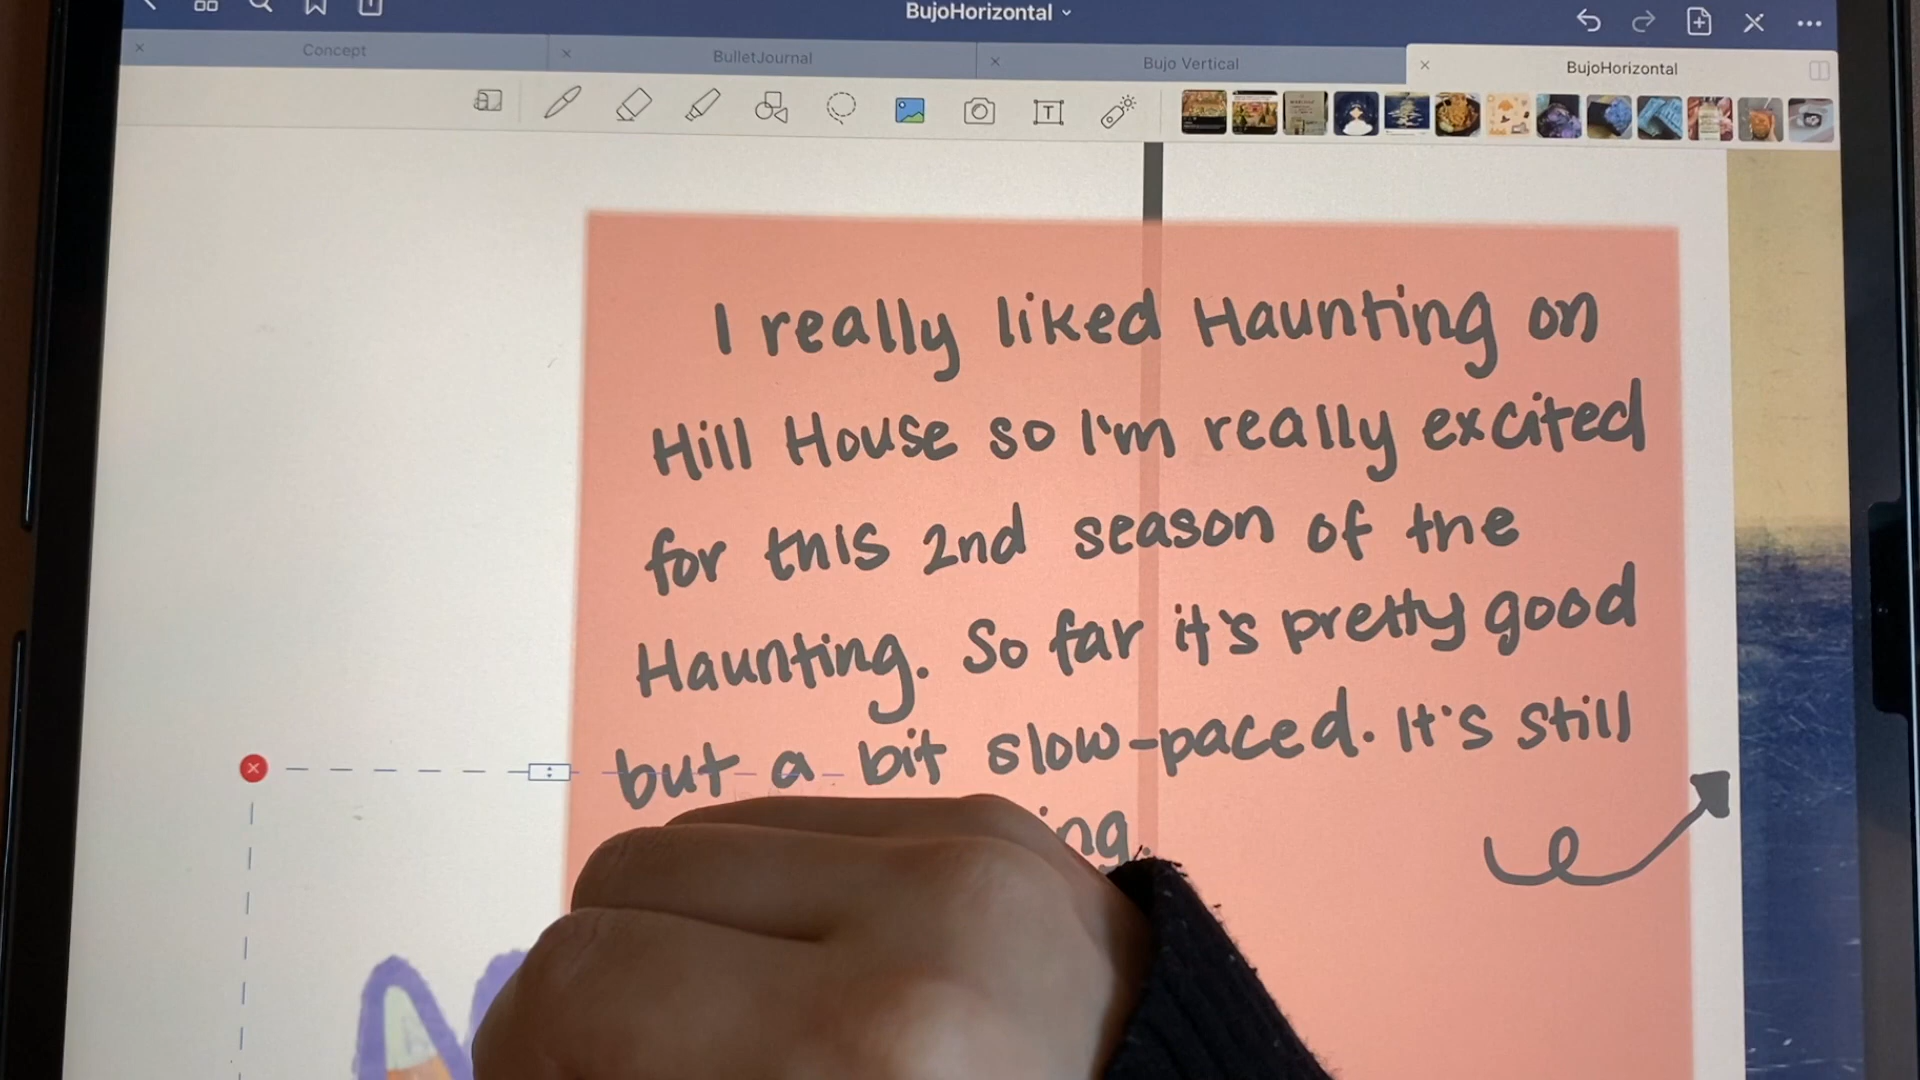 BujoHorizontal
Concept
BulletJournal
Bujo Vertical
BujoHorizontal
I really liked Haunting on
Hill House so I'm really excited
for this 2nd season of the
Haunting. So far it's pretty good
but a bit slow-paced. It's still